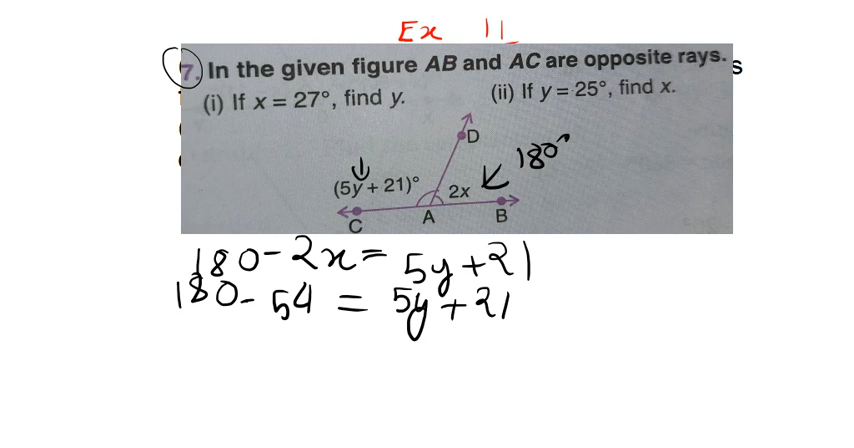 Ex 11
7. In the given figure AB and AC are opposite rays.
s
(i) If x = 27°, find y. (ii) If y = 25°, find x.
D
180°
(5y + 21)° 2x
C A B
180 - 2x = 5y + 21
180 - 54 = 5y + 21